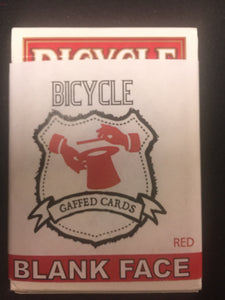 BICYCLE
BICYCLE
GAFFED CARDS
RED
BLANK FACE